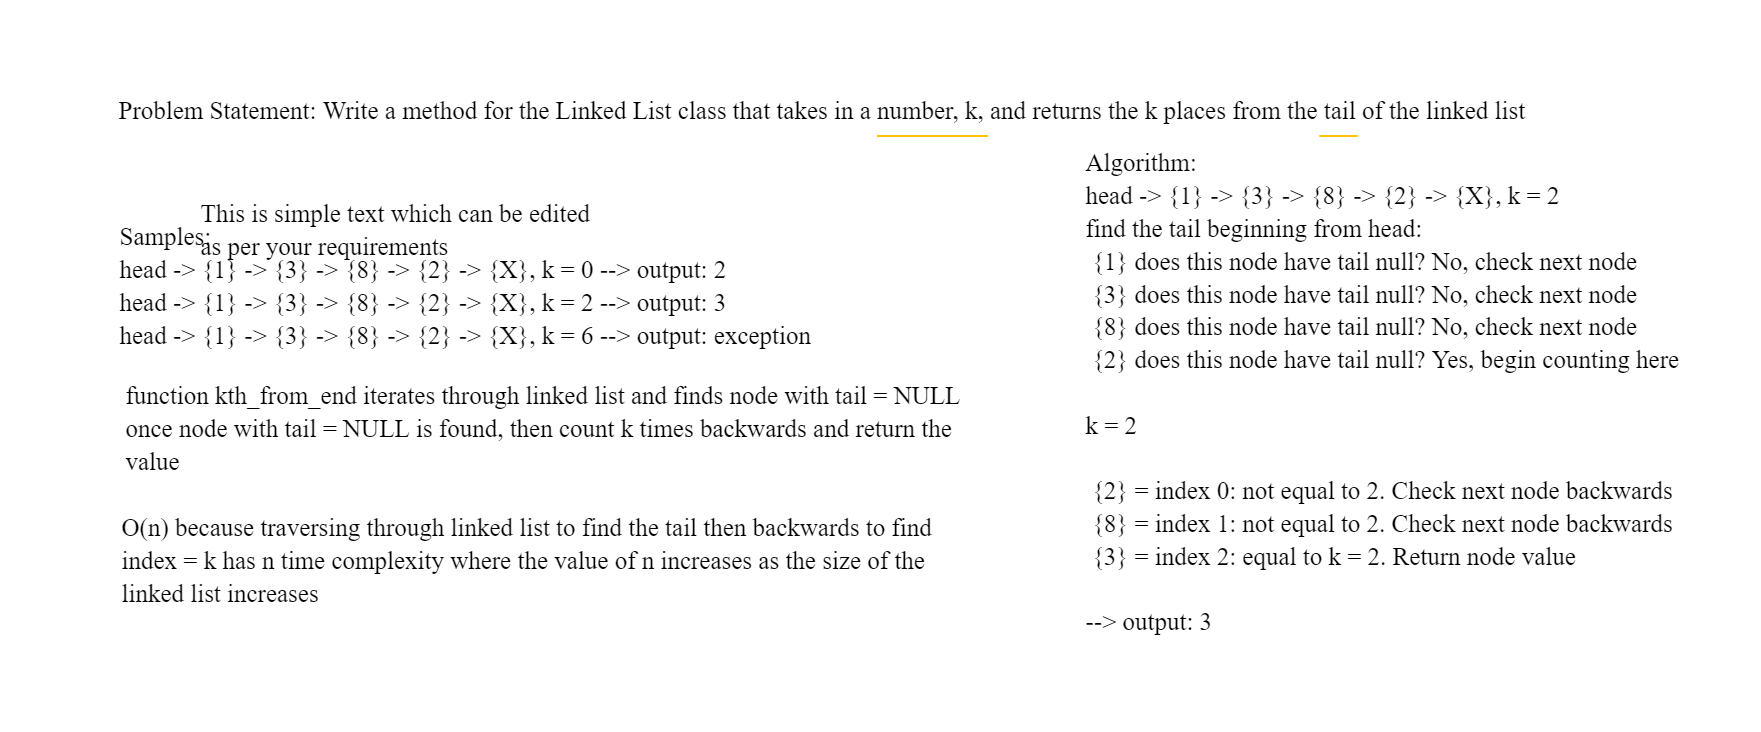 Problem Statement: Write a method for the Linked List class that takes in a number, k, and returns the k places from the tail of the linked list
This is simple text which can be edited
as per your requirements
Samples:
head -> {1} -> {3} -> {8} -> {2} -> {X}, k = 0 --> output: 2
head -> {1} -> {3} -> {8} -> {2} -> {X}, k = 2 --> output: 3
head -> {1} -> {3} -> {8} -> {2} -> {X}, k = 6 --> output: exception
function kth_from_end iterates through linked list and finds node with tail = NULL
once node with tail = NULL is found, then count k times backwards and return the
value
O(n) because traversing through linked list to find the tail then backwards to find
index = k has n time complexity where the value of n increases as the size of the
linked list increases
Algorithm:
head -> {1} -> {3} -> {8} -> {2} -> {X}, k = 2
find the tail beginning from head:
{1} does this node have tail null? No, check next node
{3} does this node have tail null? No, check next node
{8} does this node have tail null? No, check next node
{2} does this node have tail null? Yes, begin counting here
k = 2
{2} = index 0: not equal to 2. Check next node backwards
{8} = index 1: not equal to 2. Check next node backwards
{3} = index 2: equal to k = 2. Return node value
--> output: 3